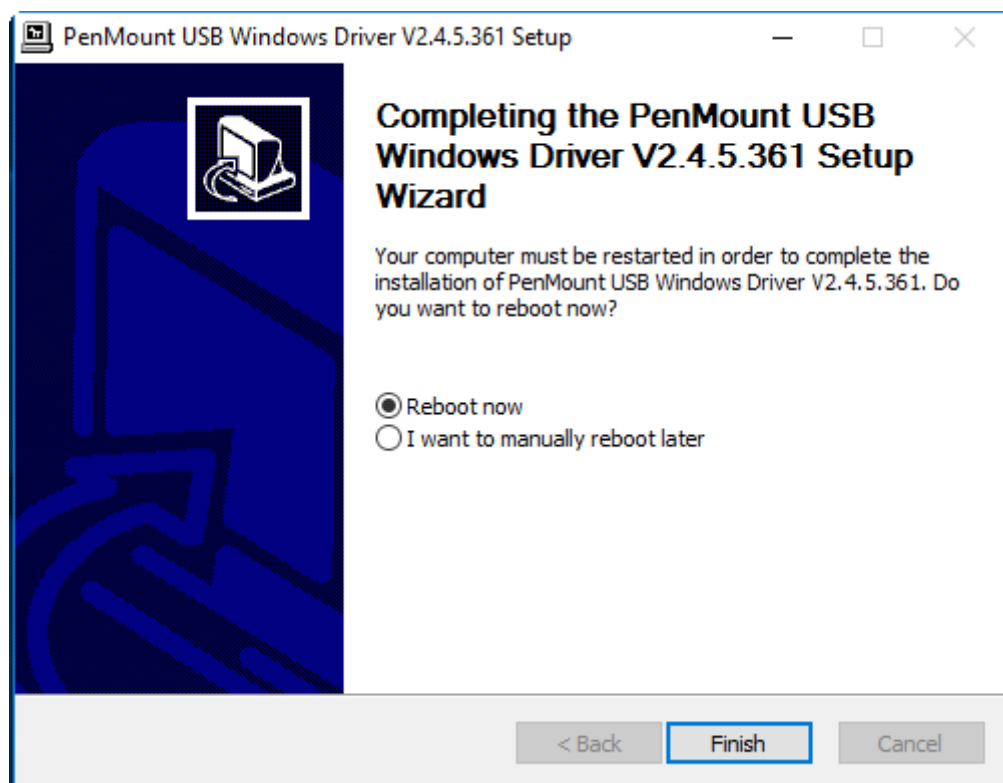 PenMount USB Windows Driver V2.4.5.361 Setup
Completing the PenMount USB
Windows Driver V2.4.5.361 Setup
Wizard
Your computer must be restarted in order to complete the
installation of PenMount USB Windows Driver V2.4.5.361. Do
you want to reboot now?
Reboot now
I want to manually reboot later
< Back
Finish
Cancel